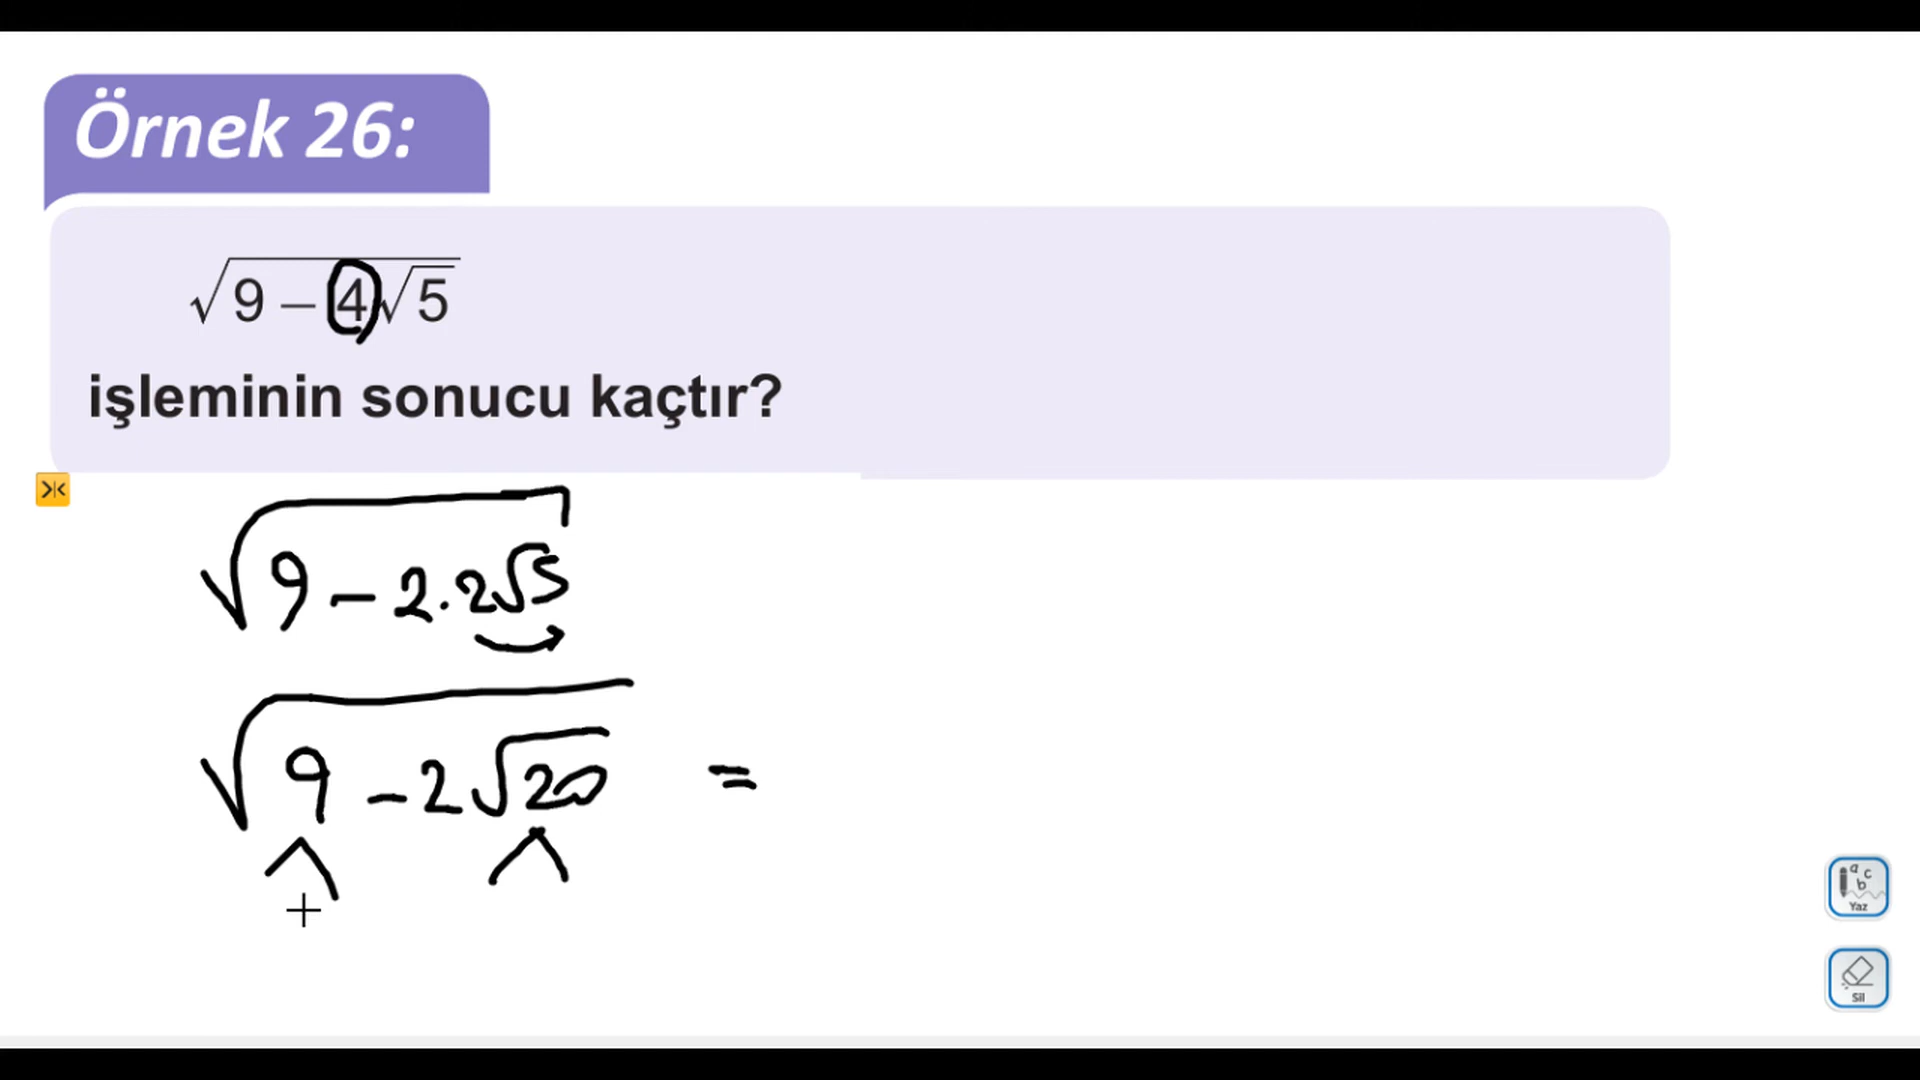 Örnek 26:
√(9 – 4√5)
işleminin sonucu kaçtır?
√(9 – 2.2√5)
√(9 – 2√20) =
a b c
Yaz
Sil